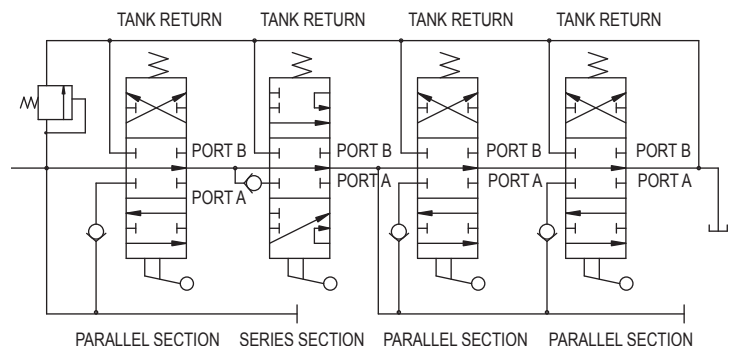 TANK RETURN TANK RETURN TANK RETURN TANK RETURN
PORT B PORT B PORT B PORT B
PORT A PORT A PORT A PORT A
PARALLEL SECTION SERIES SECTION PARALLEL SECTION PARALLEL SECTION